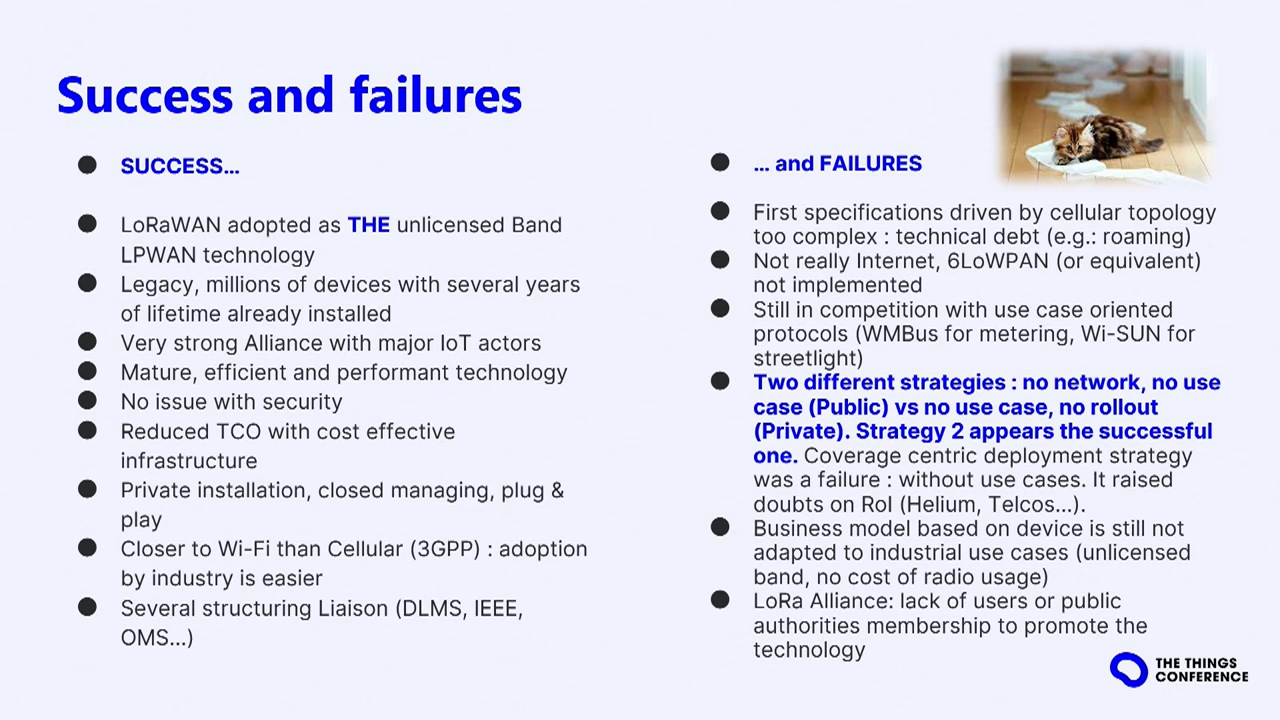 Success and failures
SUCCESS...
LoRaWAN adopted as THE unlicensed Band
LPWAN technology
Legacy, millions of devices with several years
of lifetime already installed
Very strong Alliance with major IoT actors
Mature, efficient and performant technology
No issue with security
Reduced TCO with cost effective
infrastructure
Private installation, closed managing, plug &
play
Closer to Wi-Fi than Cellular (3GPP) : adoption
by industry is easier
Several structuring Liaison (DLMS, IEEE,
OMS...)
... and FAILURES
First specifications driven by cellular topology
too complex : technical debt (e.g.: roaming)
Not really Internet, 6LoWPAN (or equivalent)
not implemented
Still in competition with use case oriented
protocols (WMBus for metering, Wi-SUN for
streetlight)
Two different strategies : no network, no use
case (Public) vs no use case, no rollout
(Private). Strategy 2 appears the successful
one. Coverage centric deployment strategy
was a failure : without use cases. It raised
doubts on RoI (Helium, Telcos...).
Business model based on device is still not
adapted to industrial use cases (unlicensed
band, no cost of radio usage)
LoRa Alliance: lack of users or public
authorities membership to promote the
technology
THE THINGS
CONFERENCE